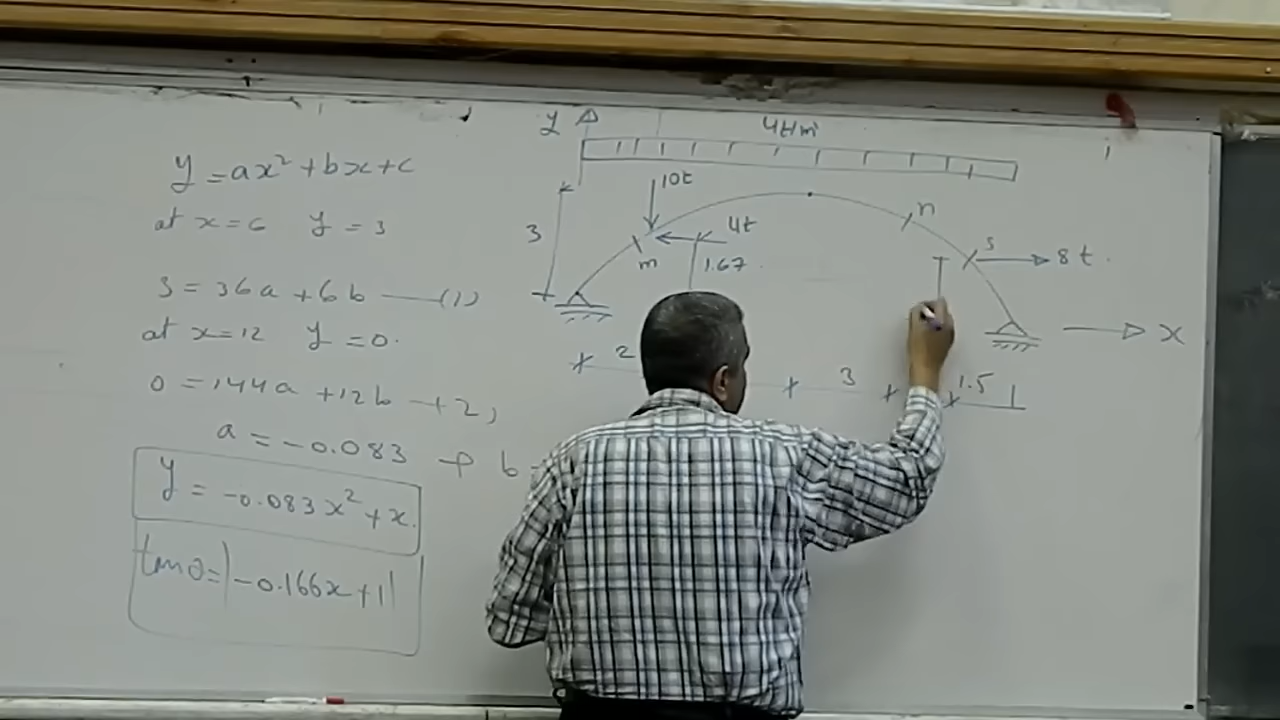 y = ax² + bx + c
at x = 6 y = 3
3 = 36a + 6b —(1)
at x = 12 y = 0.
0 = 144a + 12b → 2,
a = -0.083 → b =
y = -0.083x² + x.
tanθ = |-0.166x + 1|
y
4t/m'
10t
3
4t
m
1.67
n
s
8t.
x
2
3
1.5